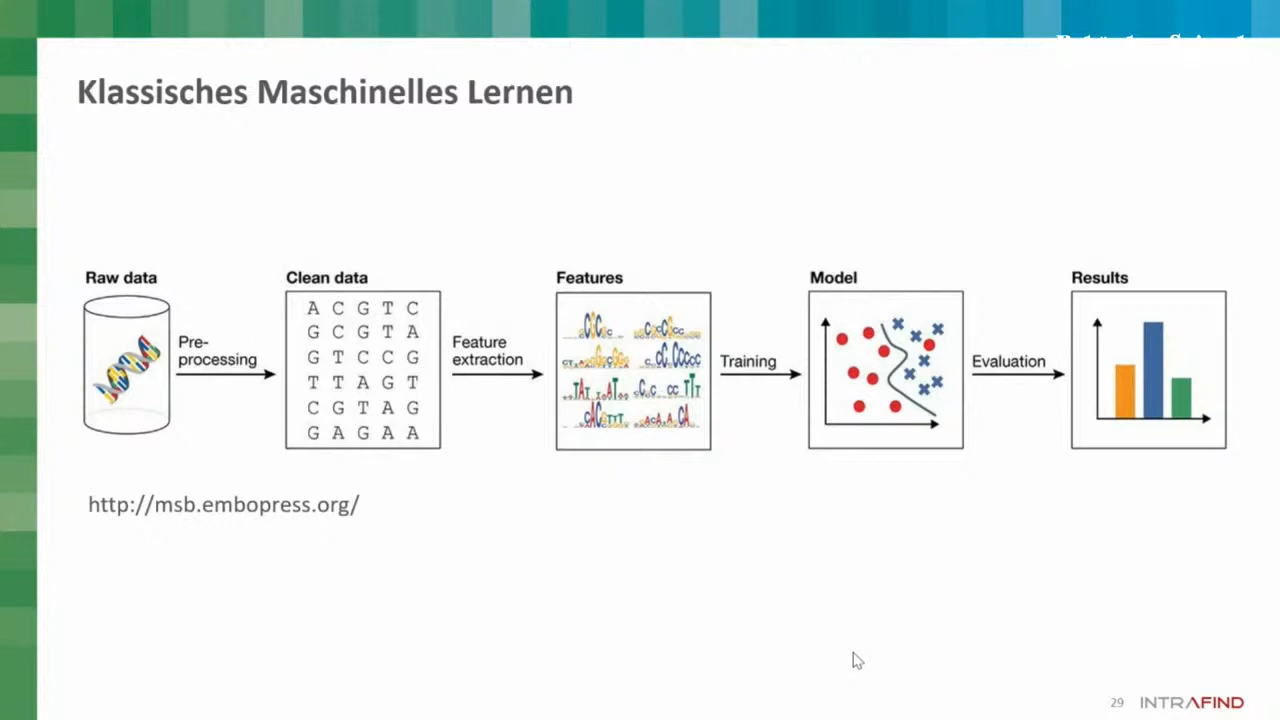 Klassisches Maschinelles Lernen
Raw data
Pre-
processing
Clean data
A C G T C
G C G T A
G T C C G
T T A G T
C G T A G
G A G A A
Feature
extraction
Features
Training
Model
Evaluation
Results
http://msb.embopress.org/
29 INTRAFIND